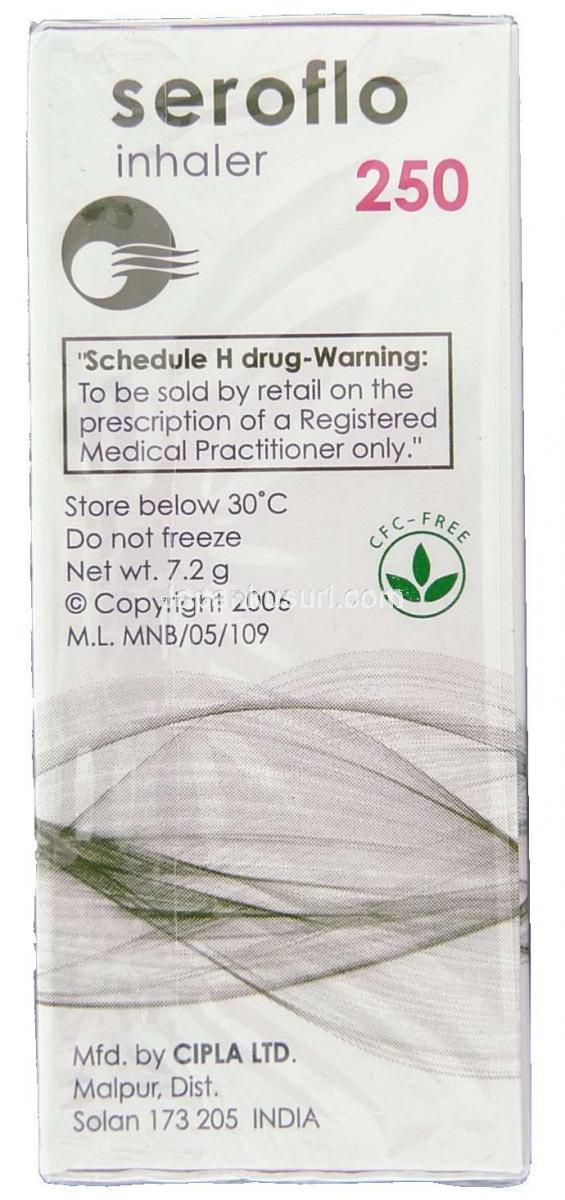 seroflo
inhaler
250
"Schedule H drug-Warning:
To be sold by retail on the
prescription of a Registered
Medical Practitioner only."
Store below 30°C
Do not freeze
Net wt. 7.2 g
© Copyright 2006
M.L. MNB/05/109
CFC-FREE
Mfd. by CIPLA LTD.
Malpur, Dist.
Solan 173 205 INDIA